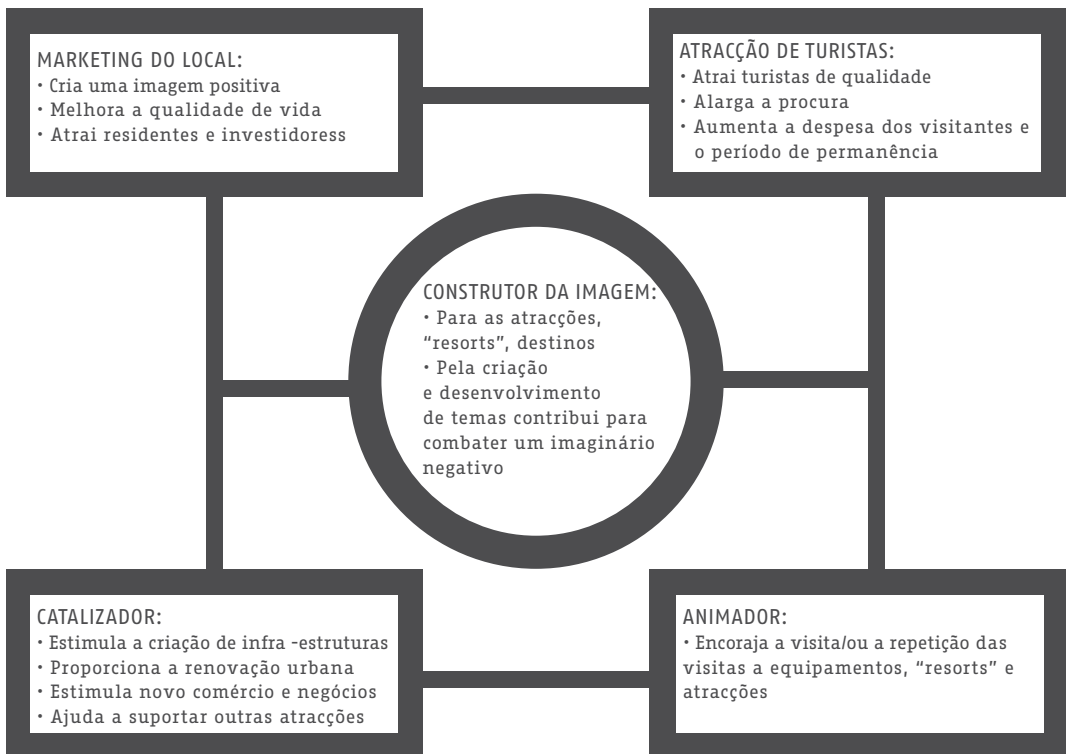 MARKETING DO LOCAL:
• Cria uma imagem positiva
• Melhora a qualidade de vida
• Atrai residentes e investidoress
ATRACÇÃO DE TURISTAS:
• Atrai turistas de qualidade
• Alarga a procura
• Aumenta a despesa dos visitantes e
o período de permanência
CONSTRUTOR DA IMAGEM:
• Para as atracções,
“resorts”, destinos
• Pela criação
e desenvolvimento
de temas contribui para
combater um imaginário
negativo
CATALIZADOR:
• Estimula a criação de infra -estruturas
• Proporciona a renovação urbana
• Estimula novo comércio e negócios
• Ajuda a suportar outras atracções
ANIMADOR:
• Encoraja a visita/ou a repetição das
visitas a equipamentos, “resorts” e
atracções